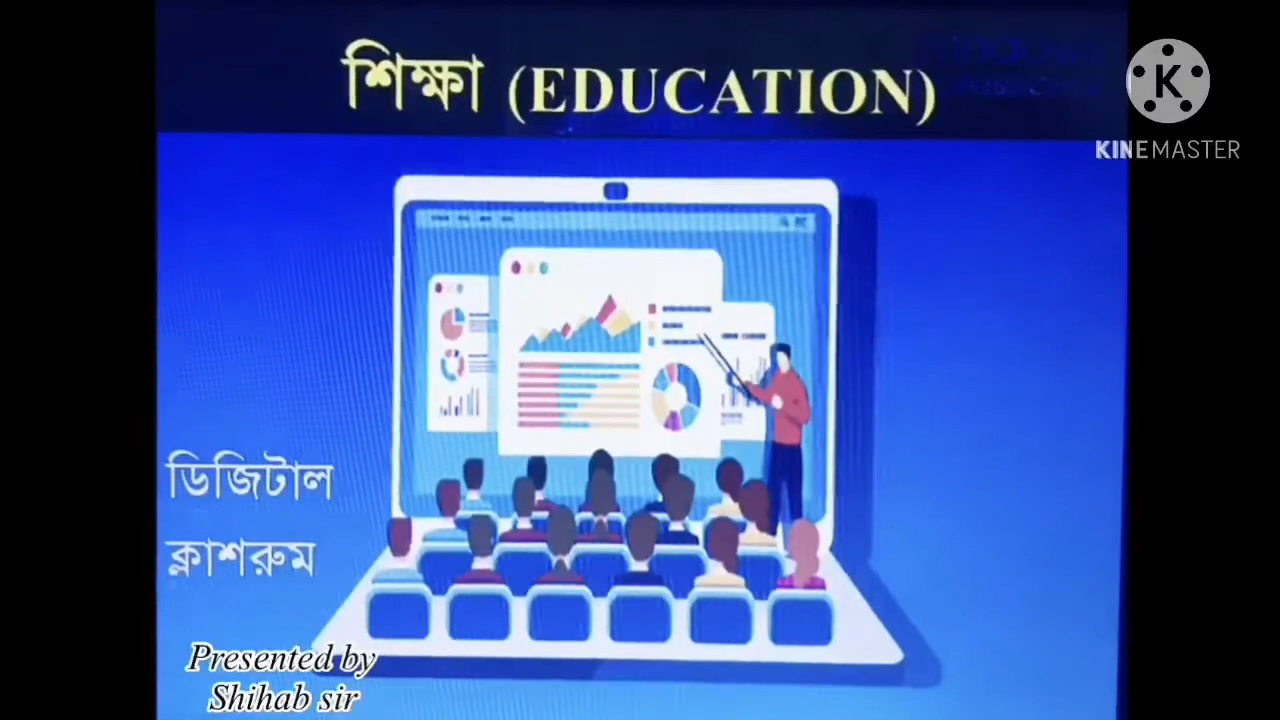 শিক্ষা (EDUCATION)
K
KINEMASTER
ডিজিটাল
ক্লাশরুম
Presented by
Shihab sir